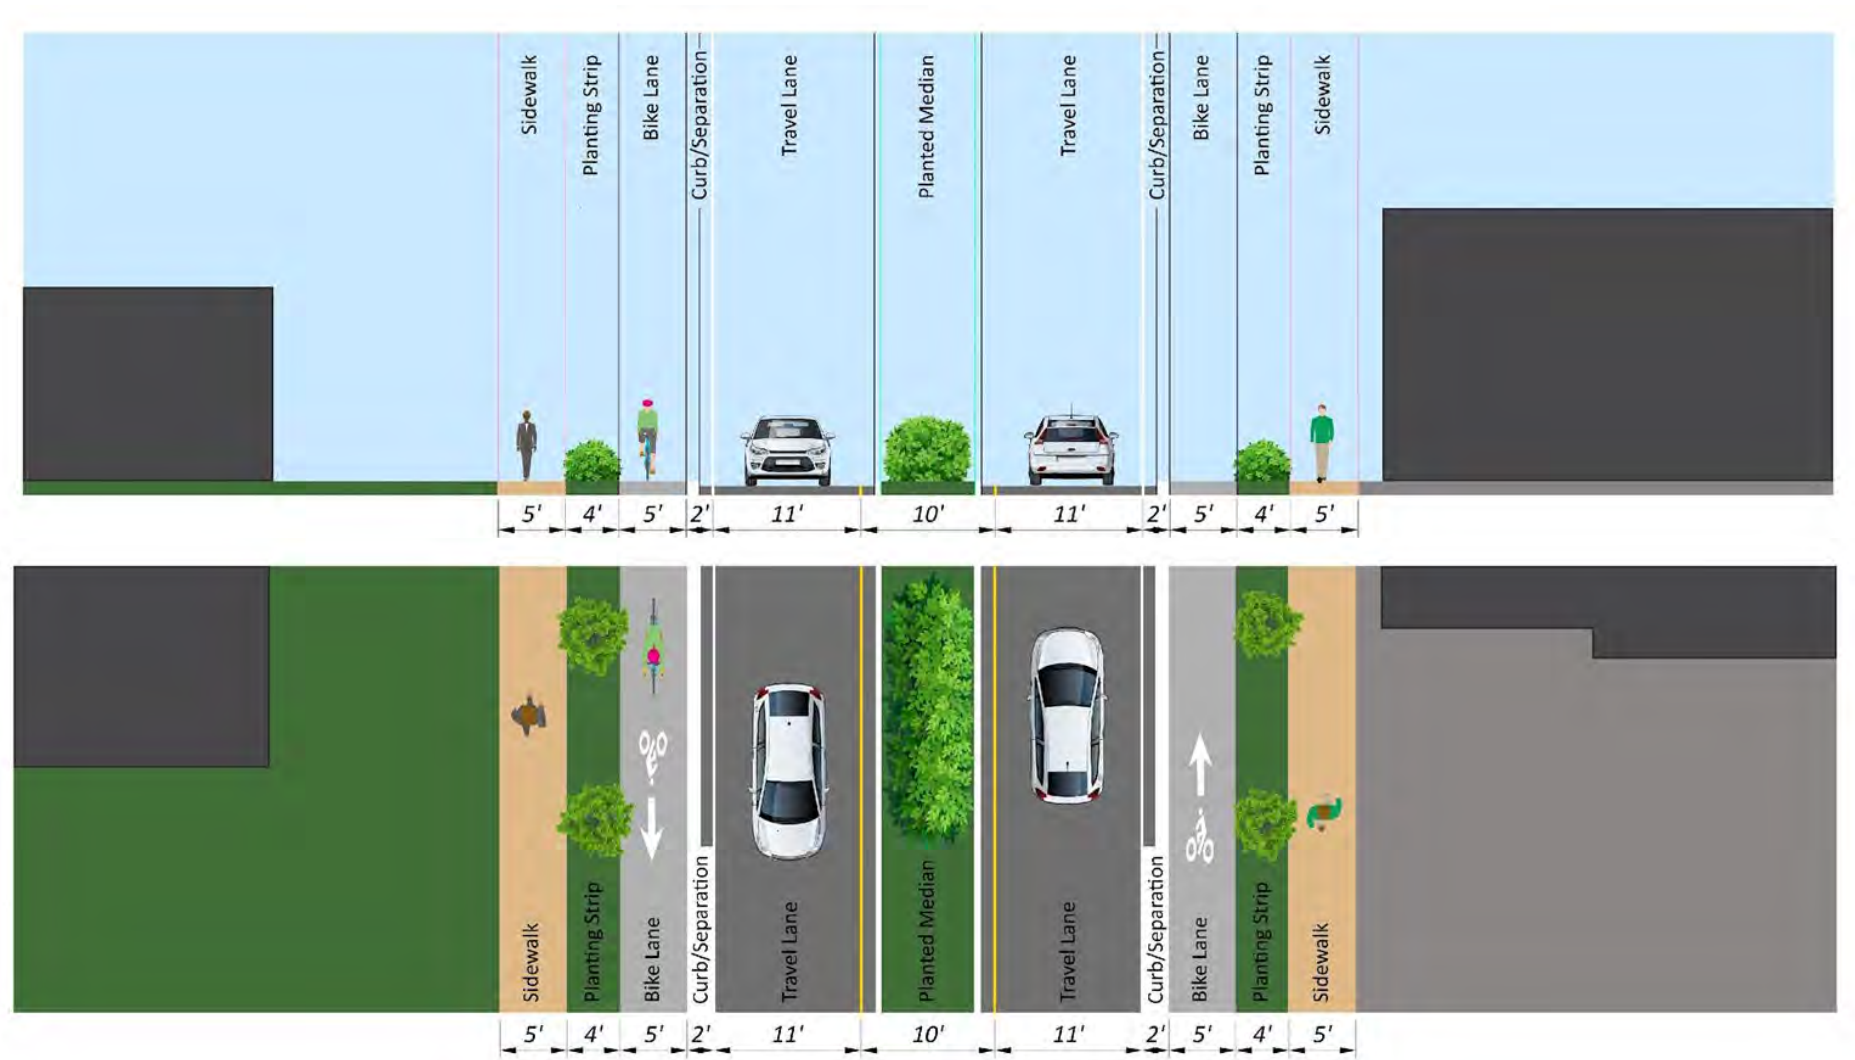 Sidewalk
Planting Strip
Bike Lane
Curb/Separation
Travel Lane
Planted Median
Travel Lane
Curb/Separation
Bike Lane
Planting Strip
Sidewalk
5' 4' 5' 2' 11' 10' 11' 2' 5' 4' 5'
Sidewalk
Planting Strip
Bike Lane
Curb/Separation
Travel Lane
Planted Median
Travel Lane
Curb/Separation
Bike Lane
Planting Strip
Sidewalk
5' 4' 5' 2' 11' 10' 11' 2' 5' 4' 5'